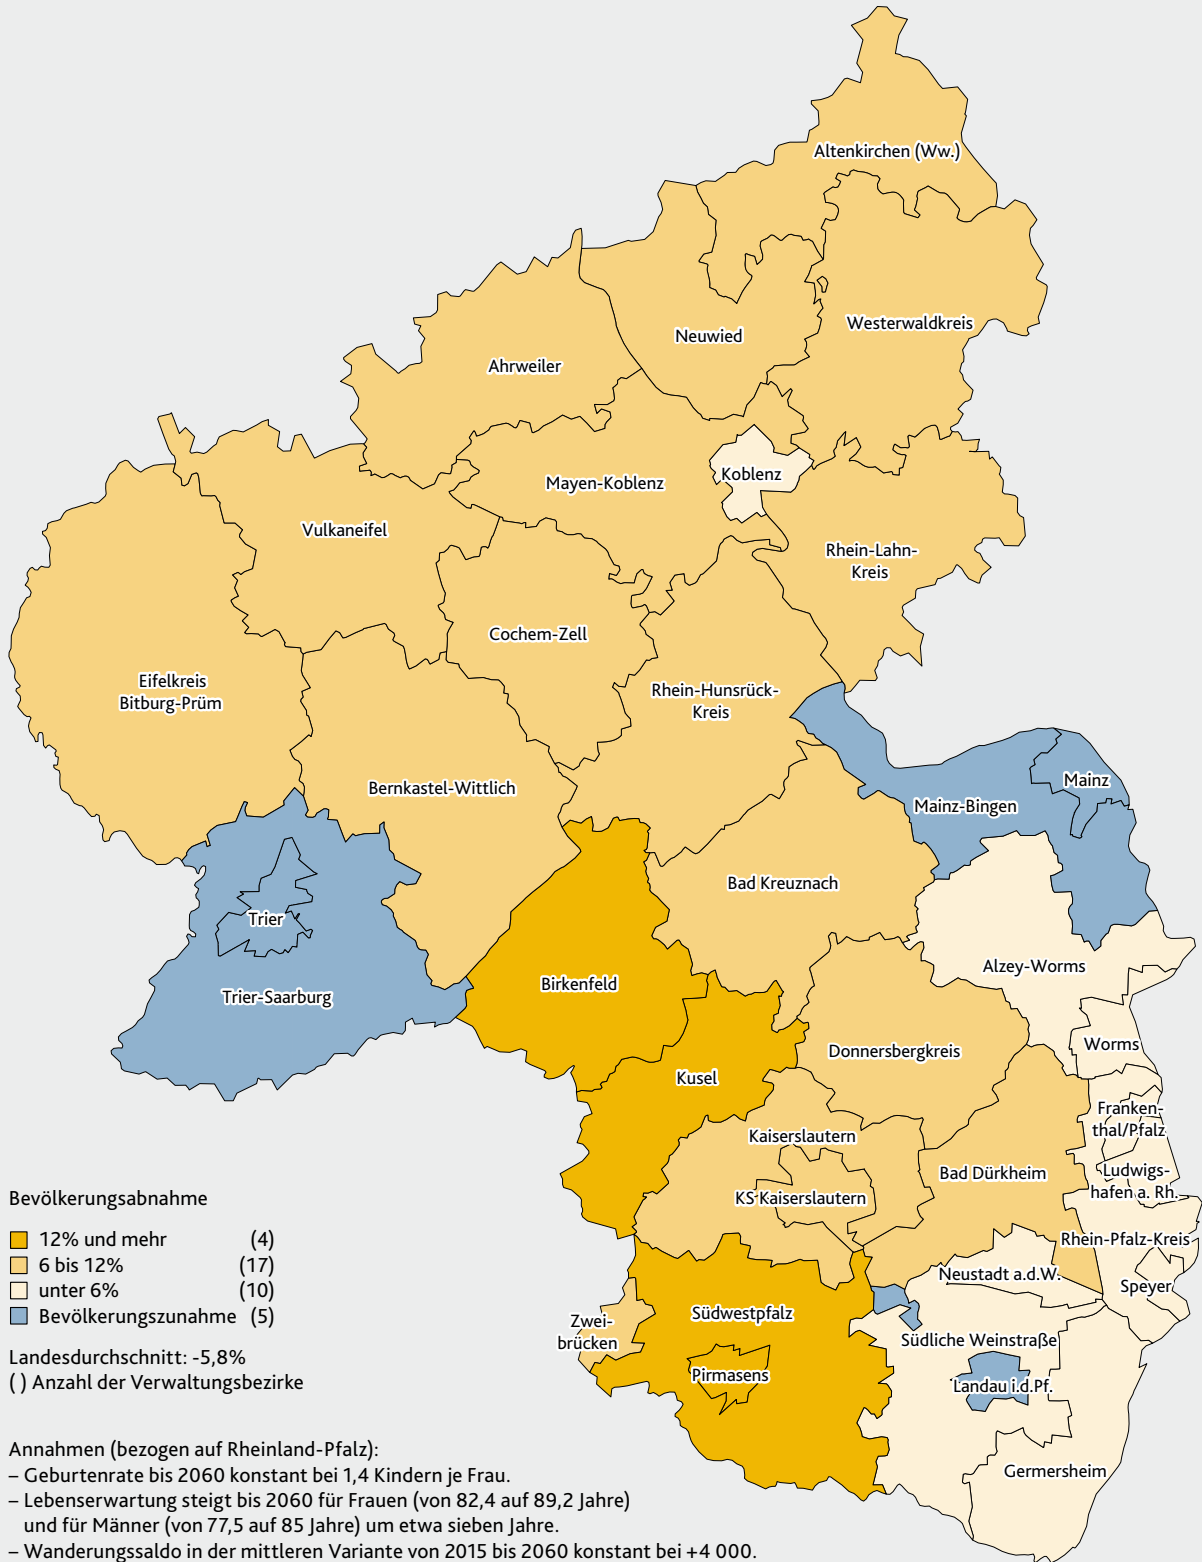 Altenkirchen (Ww.)
Westerwaldkreis
Neuwied
Ahrweiler
Koblenz
Mayen-Koblenz
Vulkaneifel
Rhein-Lahn-
Kreis
Cochem-Zell
Eifelkreis
Bitburg-Prüm
Rhein-Hunsrück-
Kreis
Mainz
Mainz-Bingen
Bernkastel-Wittlich
Bad Kreuznach
Trier
Alzey-Worms
Birkenfeld
Trier-Saarburg
Worms
Donnersbergkreis
Kusel
Franken-
thal/Pfalz
Kaiserslautern
Bad Dürkheim
Ludwigs-
hafen a. Rh.
KS Kaiserslautern
Rhein-Pfalz-Kreis
Neustadt a.d.W.
Speyer
Südwestpfalz
Zwei-
brücken
Südliche Weinstraße
Pirmasens
Landau i.d.Pf.
Germersheim
Bevölkerungsabnahme
12% und mehr (4)
6 bis 12% (17)
unter 6% (10)
Bevölkerungszunahme (5)
Landesdurchschnitt: -5,8%
( ) Anzahl der Verwaltungsbezirke
Annahmen (bezogen auf Rheinland-Pfalz):
– Geburtenrate bis 2060 konstant bei 1,4 Kindern je Frau.
– Lebenserwartung steigt bis 2060 für Frauen (von 82,4 auf 89,2 Jahre)
und für Männer (von 77,5 auf 85 Jahre) um etwa sieben Jahre.
– Wanderungssaldo in der mittleren Variante von 2015 bis 2060 konstant bei +4 000.